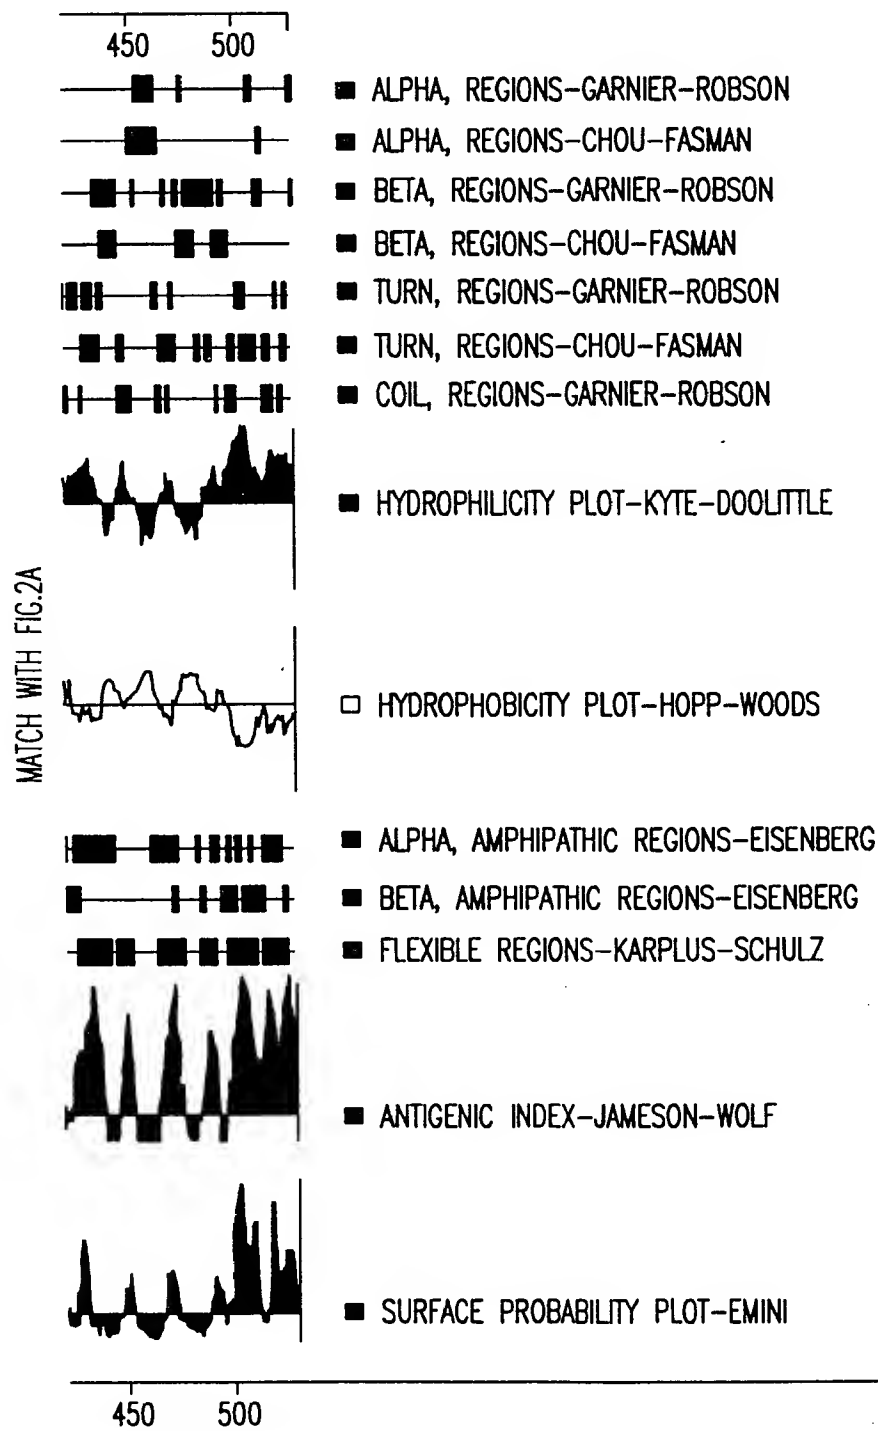 450 500
ALPHA, REGIONS-GARNIER-ROBSON
ALPHA, REGIONS-CHOU-FASMAN
BETA, REGIONS-GARNIER-ROBSON
BETA, REGIONS-CHOU-FASMAN
TURN, REGIONS-GARNIER-ROBSON
TURN, REGIONS-CHOU-FASMAN
COIL, REGIONS-GARNIER-ROBSON
HYDROPHILICITY PLOT-KYTE-DOOLITTLE
MATCH WITH FIG.2A
HYDROPHOBICITY PLOT-HOPP-WOODS
ALPHA, AMPHIPATHIC REGIONS-EISENBERG
BETA, AMPHIPATHIC REGIONS-EISENBERG
FLEXIBLE REGIONS-KARPLUS-SCHULZ
ANTIGENIC INDEX-JAMESON-WOLF
SURFACE PROBABILITY PLOT-EMINI
450 500